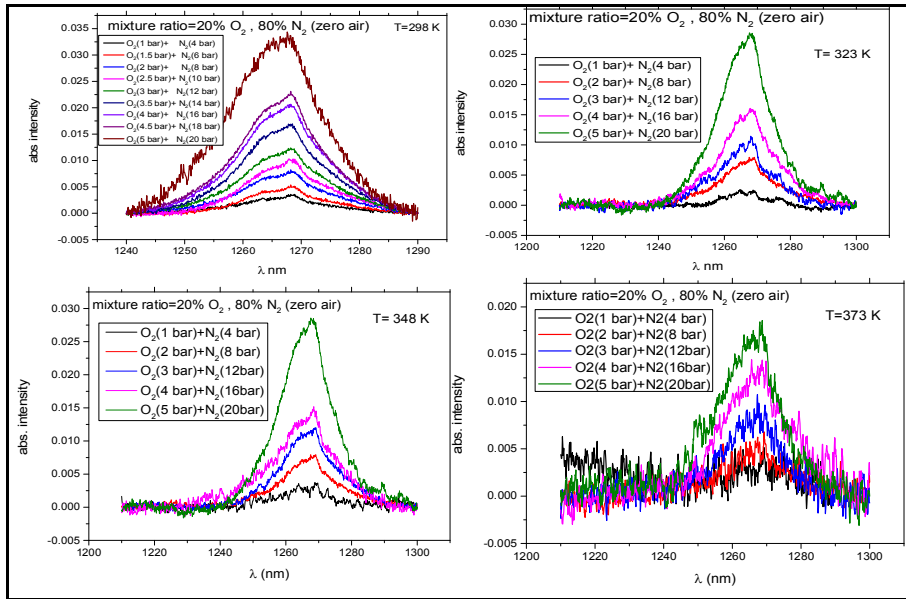 mixture ratio=20% O₂ , 80% N₂ (zero air)
T=298 K
O₂(1 bar)+ N₂(4 bar)
O₂(1.5 bar)+ N₂(6 bar)
O₂(2 bar)+ N₂(8 bar)
O₂(2.5 bar)+ N₂(10 bar)
O₂(3 bar)+ N₂(12 bar)
O₂(3.5 bar)+ N₂(14 bar)
O₂(4 bar)+ N₂(16 bar)
O₂(4.5 bar)+ N₂(18 bar)
O₂(5 bar)+ N₂(20 bar)
abs intensity
0.035
0.030
0.025
0.020
0.015
0.010
0.005
0.000
-0.005
1230 1240 1250 1260 1270 1280 1290
λ nm
mixture ratio=20% O₂ , 80% N₂ (zero air)
T= 323 K
O₂(1 bar)+N₂(4 bar)
O₂(2 bar)+N₂(8 bar)
O₂(3 bar)+N₂(12 bar)
O₂(4 bar)+N₂(16 bar)
O₂(5 bar)+N₂(20 bar)
abs intensity
0.030
0.025
0.020
0.015
0.010
0.005
0.000
-0.005
1200 1220 1240 1260 1280 1300
λ nm
mixture ratio=20% O₂ , 80% N₂ (zero air)
T= 348 K
O₂(1 bar)+N₂(4 bar)
O₂(2 bar)+N₂(8 bar)
O₂(3 bar)+N₂(12bar)
O₂(4 bar)+N₂(16bar)
O₂(5 bar)+N₂(20bar)
abs. intensity
0.030
0.025
0.020
0.015
0.010
0.005
0.000
-0.005
1200 1220 1240 1260 1280 1300
λ (nm)
mixture ratio=20% O₂ , 80% N₂ (zero air)
T=373 K
O2(1 bar)+N2(4 bar)
O2(2 bar)+N2(8 bar)
O2(3 bar)+N2(12bar)
O2(4 bar)+N2(16bar)
O2(5 bar)+N2(20bar)
abs. intensity
0.020
0.015
0.010
0.005
0.000
-0.005
1200 1220 1240 1260 1280 1300
λ (nm)